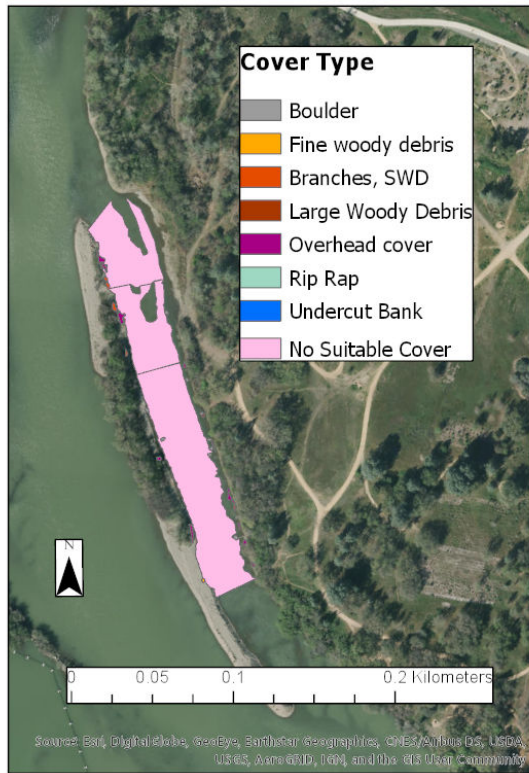 Cover Type
Boulder
Fine woody debris
Branches, SWD
Large Woody Debris
Overhead cover
Rip Rap
Undercut Bank
No Suitable Cover
N
0 0.05 0.1 0.2 Kilometers
Source: Esri, DigitalGlobe, GeoEye, Earthstar Geographics, CNES/Airbus DS, USDA,
USGS, AeroGRID, IGN, and the GIS User Community